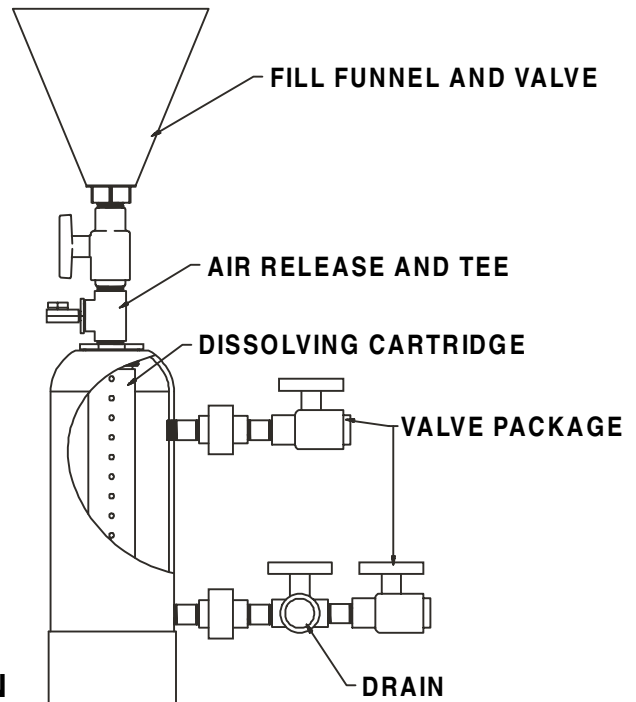 FILL FUNNEL AND VALVE
AIR RELEASE AND TEE
DISSOLVING CARTRIDGE
VALVE PACKAGE
DRAIN